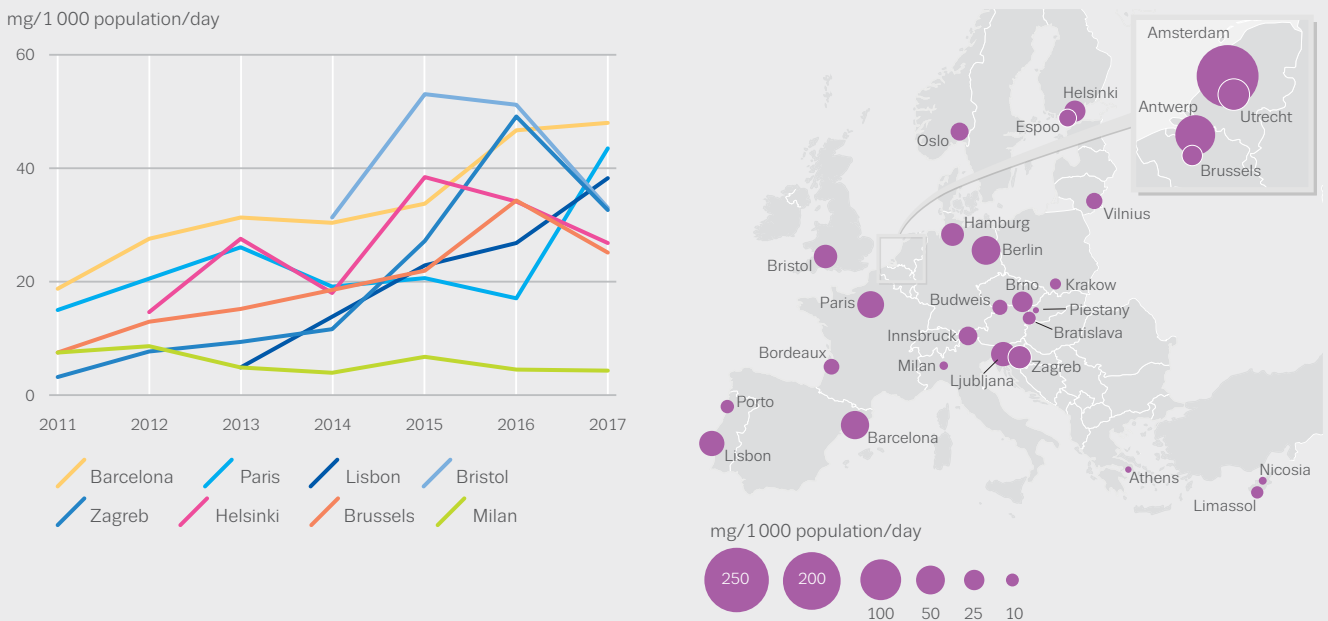 mg/1 000 population/day
60
40
20
0
2011 2012 2013 2014 2015 2016 2017
Barcelona Paris Lisbon Bristol
Zagreb Helsinki Brussels Milan
Amsterdam
Utrecht
Antwerp
Brussels
Helsinki
Espoo
Oslo
Vilnius
Hamburg
Berlin
Bristol
Paris
Budweis
Brno
Krakow
Piestany
Bratislava
Innsbruck
Bordeaux
Milan
Ljubljana
Zagreb
Porto
Lisbon
Barcelona
Athens
Nicosia
Limassol
mg/1 000 population/day
250 200 100 50 25 10